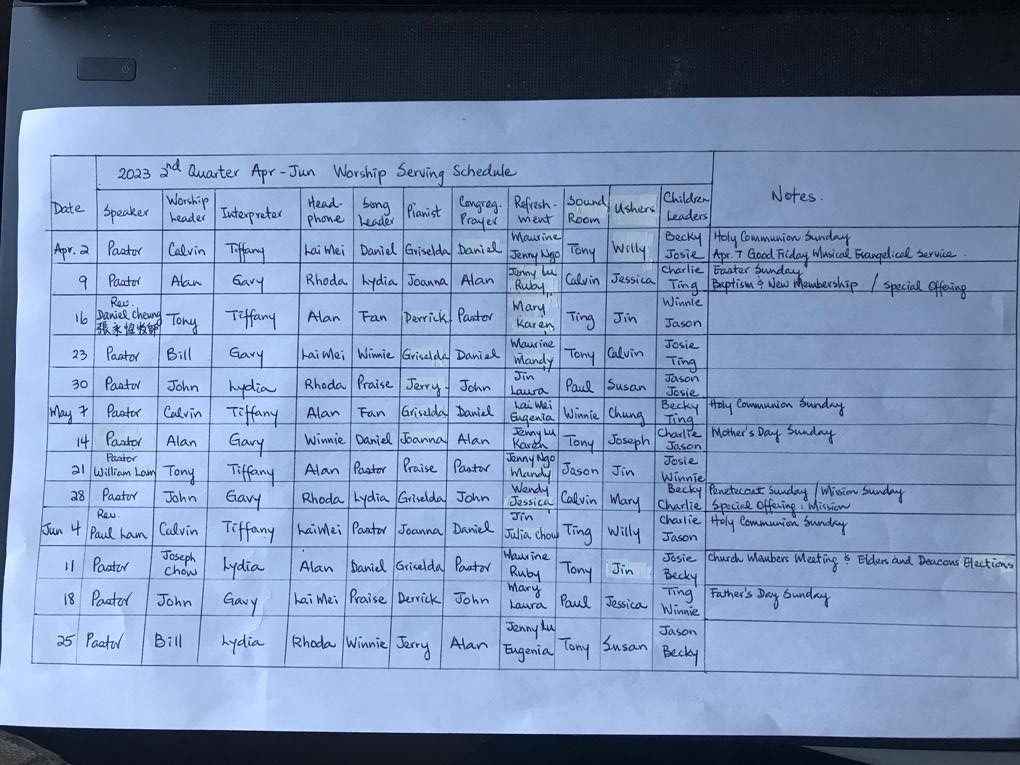 2023 2nd Quarter Apr - Jun Worship Serving Schedule
Date Speaker Worship Leader Interpreter Head-phone Song Leader Pianist Congreg. Prayer Refresh-ment Sound Room Ushers Children Leaders Notes.
Apr. 2 Pastor Calvin Tiffany Lai Mei Daniel Griselda Daniel Maurine Jenny Ngo Tony Willy Becky Josie Holy Communion Sunday
Apr. 7 Good Friday Musical Evangelical Service.
9 Pastor Alan Gavy Rhoda Lydia Joanna Alan Jenny Lu Ruby Calvin Jessica Charlie Ting Easter Sunday
Baptism & New Membership / Special Offering
16 Rev. Daniel Cheung 張永恆牧師 Tony Tiffany Alan Fan Derrick Pastor Mary Karen Ting Jin Winnie Jason
23 Pastor Bill Gavy Lai Mei Winnie Griselda Daniel Maurine Mandy Tony Calvin Josie Ting
30 Pastor John Lydia Rhoda Praise Jerry John Jin Laura Paul Susan Jason Josie
May 7 Pastor Calvin Tiffany Alan Fan Griselda Daniel Lai Mei Eugenia Winnie Chung Becky Ting Holy Communion Sunday
14 Pastor Alan Gavy Winnie Daniel Joanna Alan Jenny Lu Karen Tony Joseph Charlie Jason Mother's Day Sunday
21 Pastor William Lam Tony Tiffany Alan Pastor Praise Pastor Jenny Ngo Mandy Jason Jin Josie Winnie
28 Pastor John Gavy Rhoda Lydia Griselda John Wendy Jessica Calvin Mary Becky Charlie Penetecost Sunday / Mission Sunday
Special Offering : Mission
Jun 4 Rev. Paul Lam Calvin Tiffany Lai Mei Pastor Joanna Daniel Jin Julia Chow Ting Willy Charlie Jason Holy Communion Sunday
11 Pastor Joseph Chow Lydia Alan Daniel Griselda Pastor Maurine Ruby Tony Jin Josie Becky Church Members Meeting & Elders and Deacons Elections
18 Pastor John Gavy Lai Mei Praise Derrick John Mary Laura Paul Jessica Ting Winnie Father's Day Sunday
25 Pastor Bill Lydia Rhoda Winnie Jerry Alan Jenny Lu Eugenia Tony Susan Jason Becky